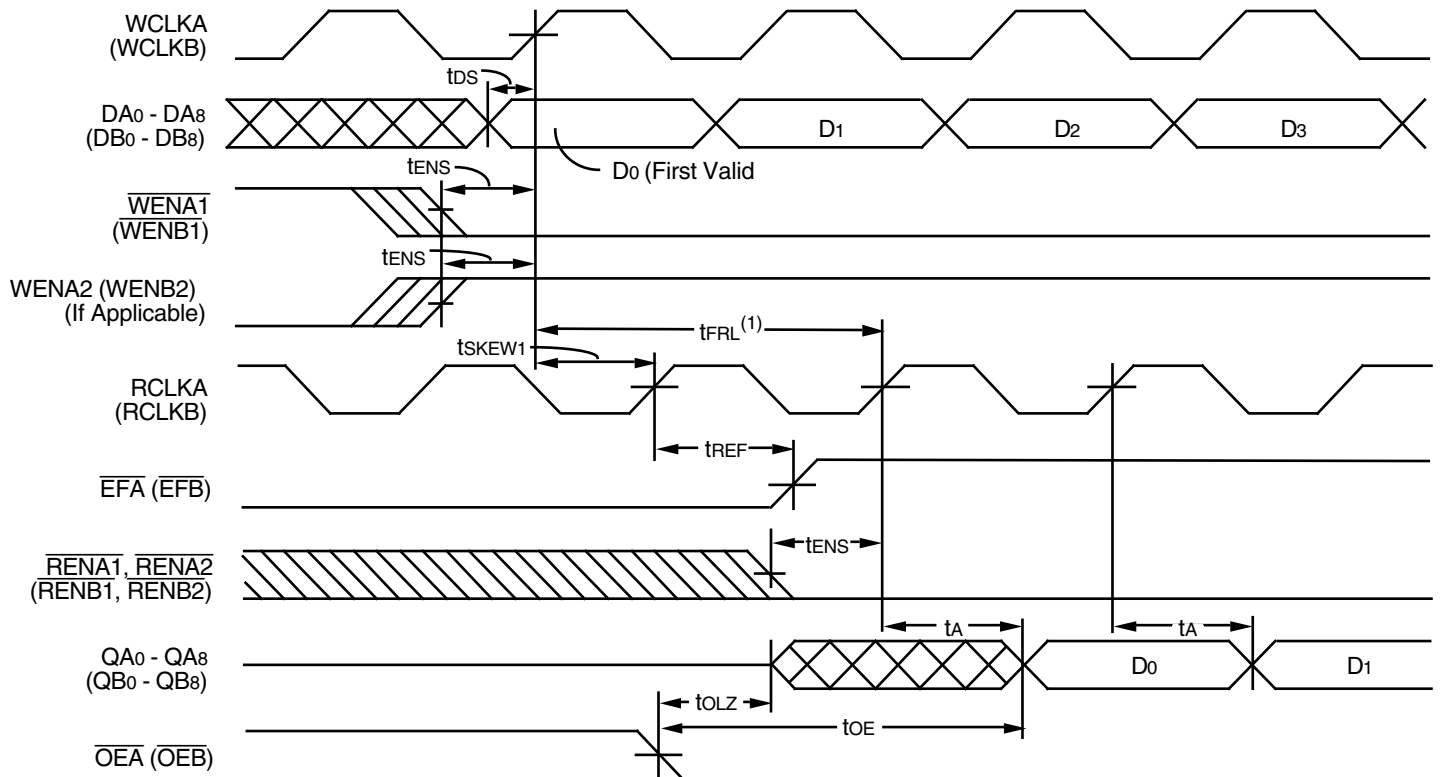 WCLKA
(WCLKB)
tDS
DA0 - DA8
(DB0 - DB8)
D1
D2
D3
D0 (First Valid
tENS
WENA1
(WENB1)
tENS
WENA2 (WENB2)
(If Applicable)
tFRL(1)
tSKEW1
RCLKA
(RCLKB)
tREF
EFA (EFB)
tENS
RENA1, RENA2
(RENB1, RENB2)
tA
tA
QA0 - QA8
(QB0 - QB8)
D0
D1
tOLZ
tOE
OEA (OEB)